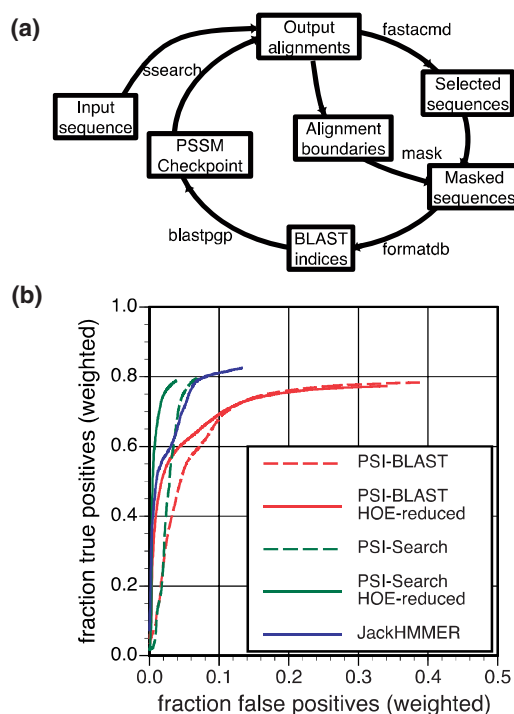 (a)
Output
alignments
fastacmd
ssearch
Input
sequence
Selected
sequences
PSSM
Checkpoint
Alignment
boundaries
mask
Masked
sequences
blastpgp
BLAST
indices
formatdb
(b)
fraction true positives (weighted)
1.0
0.8
0.6
0.4
0.2
0.0
PSI-BLAST
PSI-BLAST
HOE-reduced
PSI-Search
PSI-Search
HOE-reduced
JackHMMER
0.0 0.1 0.2 0.3 0.4 0.5
fraction false positives (weighted)